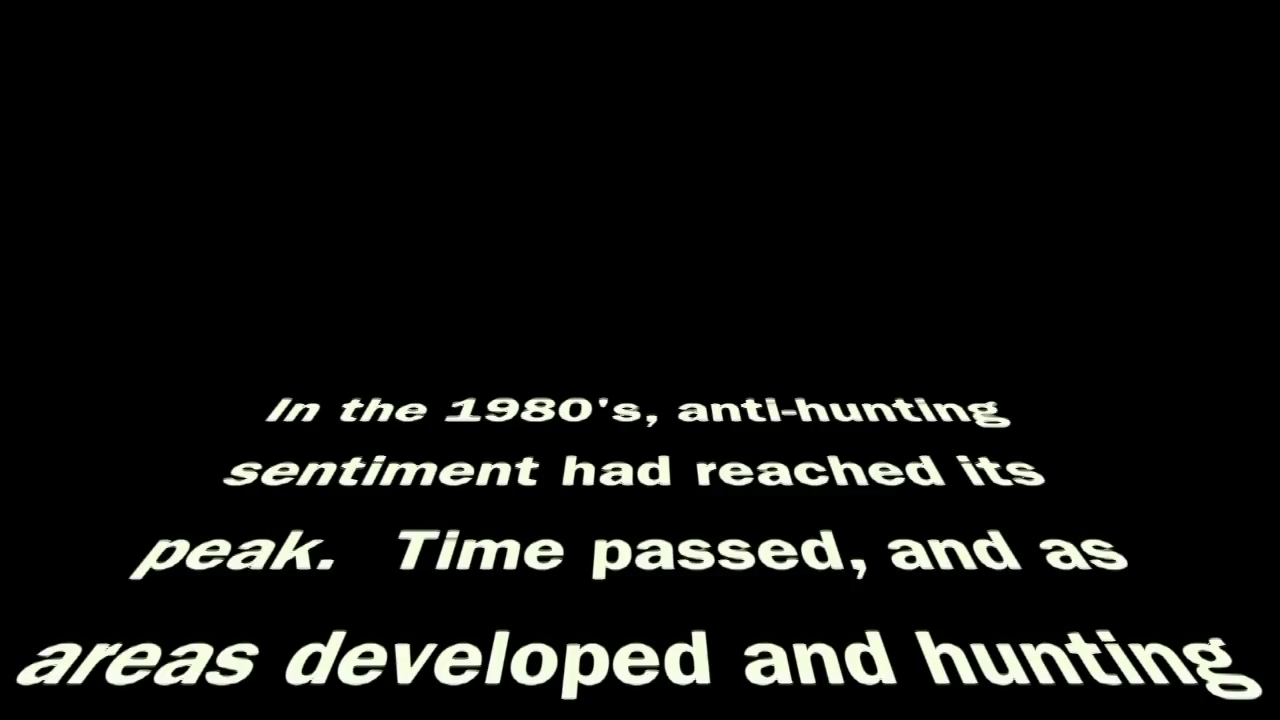 In the 1980's, anti-hunting
sentiment had reached its
peak.  Time passed, and as
areas developed and hunting